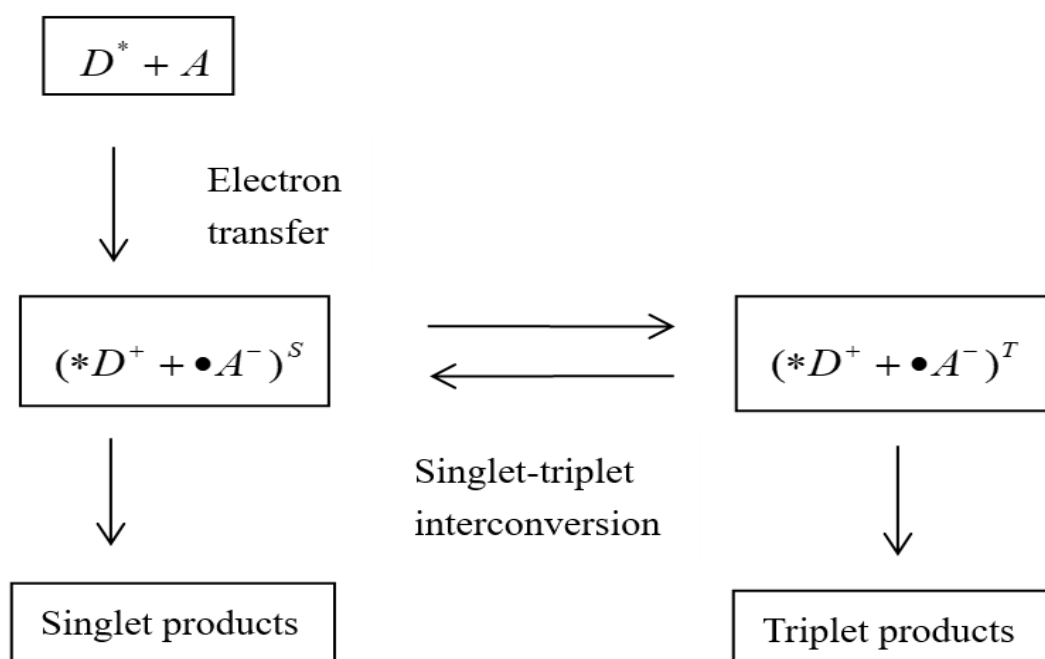 D* + A
Electron
transfer
(*D⁺ + ●A⁻)ˢ
(*D⁺ + ●A⁻)ᵀ
Singlet-triplet
interconversion
Singlet products
Triplet products